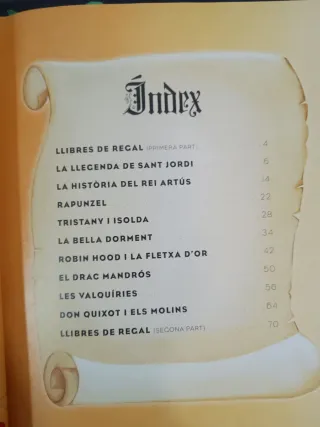 Índex
LLIBRES DE REGAL (PRIMERA PART) 4
LA LLEGENDA DE SANT JORDI 6
LA HISTÒRIA DEL REI ARTÚS 14
RAPUNZEL 22
TRISTANY I ISOLDA 28
LA BELLA DORMENT 34
ROBIN HOOD I LA FLETXA D'OR 42
EL DRAC MANDRÓS 50
LES VALQUÍRIES 56
DON QUIXOT I ELS MOLINS 64
LLIBRES DE REGAL (SEGONA PART) 70